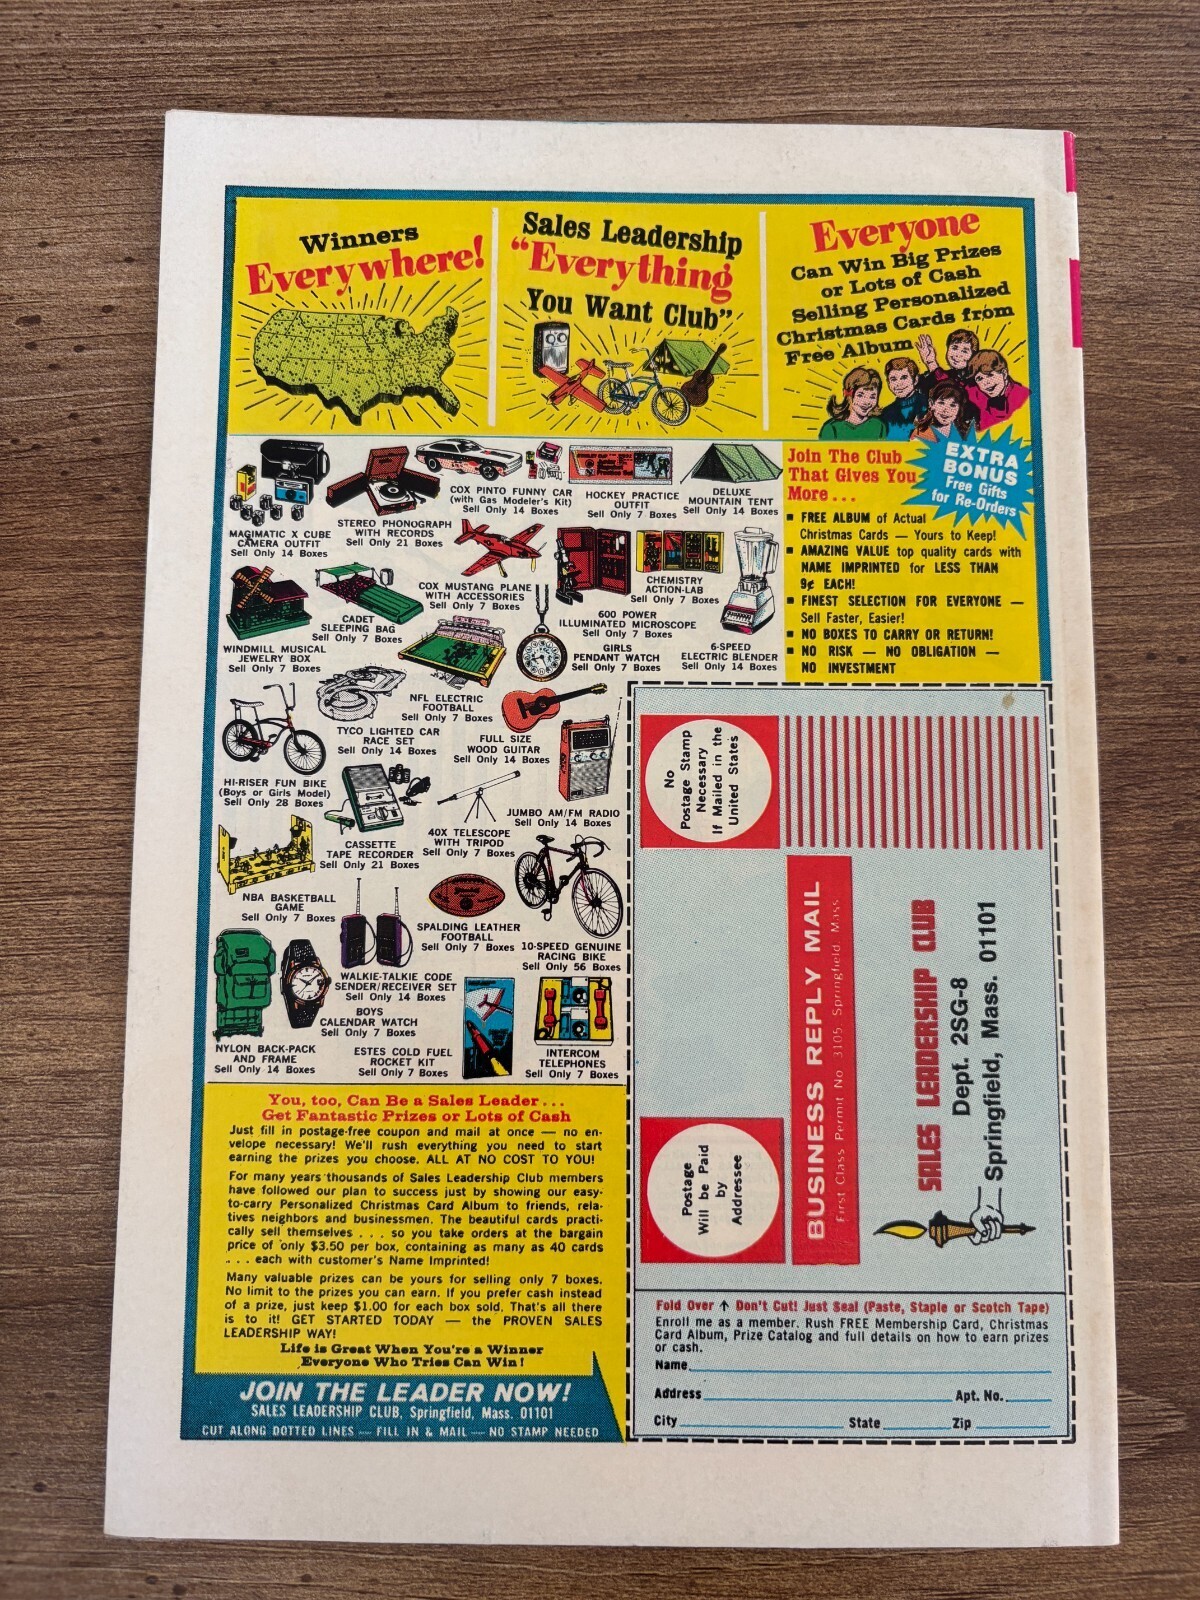 Winners
Everywhere!
Sales Leadership
"Everything
You Want Club"
Everyone
Can Win Big Prizes
or Lots of Cash
Selling Personalized
Christmas Cards from
Free Album
MAGIMATIC X CUBE
CAMERA OUTFIT
Sell Only 14 Boxes
STEREO PHONOGRAPH
WITH RECORDS
Sell Only 21 Boxes
COX PINTO FUNNY CAR
(with Gas Modeler's Kit)
Sell Only 14 Boxes
HOCKEY PRACTICE
OUTFIT
Sell Only 7 Boxes
DELUXE
MOUNTAIN TENT
Sell Only 14 Boxes
WINDMILL MUSICAL
JEWELRY BOX
Sell Only 7 Boxes
CADET
SLEEPING BAG
Sell Only 7 Boxes
COX MUSTANG PLANE
WITH ACCESSORIES
Sell Only 7 Boxes
600 POWER
ILLUMINATED MICROSCOPE
Sell Only 7 Boxes
CHEMISTRY
ACTION-LAB
Sell Only 7 Boxes
GIRLS
PENDANT WATCH
Sell Only 7 Boxes
6-SPEED
ELECTRIC BLENDER
Sell Only 14 Boxes
HI-RISER FUN BIKE
(Boys or Girls Model)
Sell Only 28 Boxes
TYCO LIGHTED CAR
RACE SET
Sell Only 14 Boxes
NFL ELECTRIC
FOOTBALL
Sell Only 7 Boxes
FULL SIZE
WOOD GUITAR
Sell Only 14 Boxes
JUMBO AM/FM RADIO
Sell Only 14 Boxes
CASSETTE
TAPE RECORDER
Sell Only 21 Boxes
40X TELESCOPE
WITH TRIPOD
Sell Only 7 Boxes
NBA BASKETBALL
GAME
Sell Only 7 Boxes
SPALDING LEATHER
FOOTBALL
Sell Only 7 Boxes
10-SPEED GENUINE
RACING BIKE
Sell Only 56 Boxes
WALKIE-TALKIE CODE
SENDER/RECEIVER SET
Sell Only 14 Boxes
BOYS
CALENDAR WATCH
Sell Only 7 Boxes
NYLON BACK-PACK
AND FRAME
Sell Only 14 Boxes
ESTES COLD FUEL
ROCKET KIT
Sell Only 7 Boxes
INTERCOM
TELEPHONES
Sell Only 7 Boxes
Join The Club
That Gives You
More . . .
EXTRA
BONUS
Free Gifts
for Re-Orders
■ FREE ALBUM of Actual
Christmas Cards — Yours to Keep!
■ AMAZING VALUE top quality cards with
NAME IMPRINTED for LESS THAN
9¢ EACH!
■ FINEST SELECTION FOR EVERYONE —
Sell Faster, Easier!
■ NO BOXES TO CARRY OR RETURN!
■ NO RISK — NO OBLIGATION —
NO INVESTMENT
You, too, Can Be a Sales Leader . . .
Get Fantastic Prizes or Lots of Cash
Just fill in postage-free coupon and mail at once — no en-
velope necessary! We'll rush everything you need to start
earning the prizes you choose. ALL AT NO COST TO YOU!
For many years thousands of Sales Leadership Club members
have followed our plan to success just by showing our easy-
to-carry Personalized Christmas Card Album to friends, rela-
tives neighbors and businessmen. The beautiful cards practi-
cally sell themselves . . . so you take orders at the bargain
price of only $3.50 per box, containing as many as 40 cards
. . . each with customer's Name Imprinted!
Many valuable prizes can be yours for selling only 7 boxes.
No limit to the prizes you can earn. If you prefer cash instead
of a prize, just keep $1.00 for each box sold. That's all there
is to it! GET STARTED TODAY — the PROVEN SALES
LEADERSHIP WAY!
Life is Great When You're a Winner
Everyone Who Tries Can Win!
JOIN THE LEADER NOW!
SALES LEADERSHIP CLUB, Springfield, Mass. 01101
CUT ALONG DOTTED LINES — FILL IN & MAIL — NO STAMP NEEDED
No
Postage Stamp
Necessary
If Mailed in the
United States
Postage
Will be Paid
by
Addressee
BUSINESS REPLY MAIL
First Class Permit No 3105 Springfield, Mass
SALES LEADERSHIP CLUB
Dept. 2SG-8
Springfield, Mass. 01101
Fold Over ↑ Don't Cut! Just Seal (Paste, Staple or Scotch Tape)
Enroll me as a member. Rush FREE Membership Card, Christmas
Card Album, Prize Catalog and full details on how to earn prizes
or cash.
Name
Address Apt. No.
City State Zip